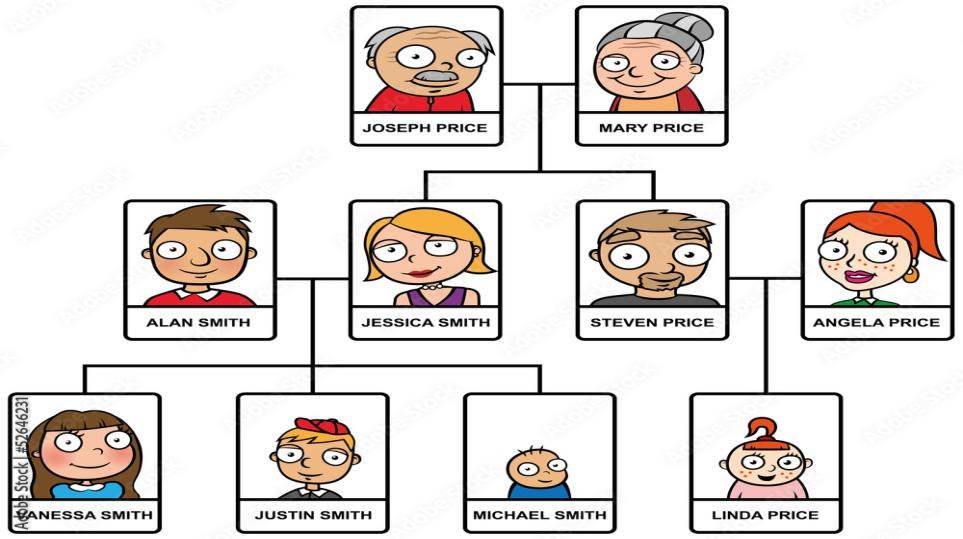 JOSEPH PRICE
MARY PRICE
ALAN SMITH
JESSICA SMITH
STEVEN PRICE
ANGELA PRICE
VANESSA SMITH
JUSTIN SMITH
MICHAEL SMITH
LINDA PRICE
Adobe Stock | #52646231